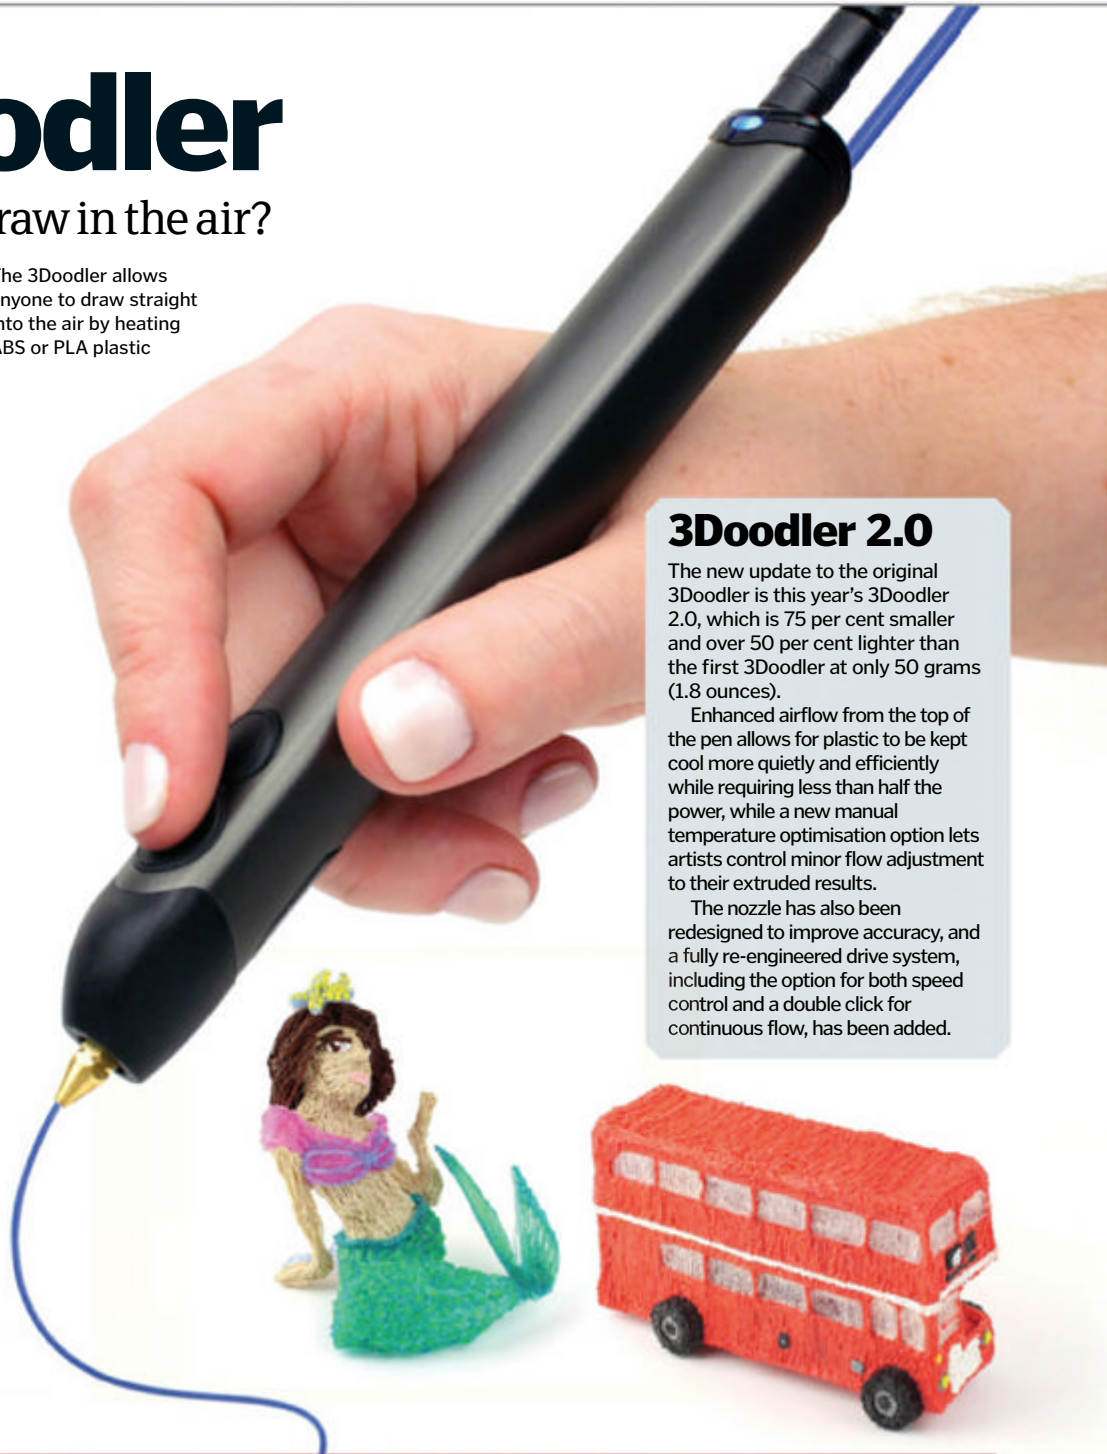 odler
raw in the air?
The 3Doodler allows
nyone to draw straight
nto the air by heating
ABS or PLA plastic
3Doodler 2.0
The new update to the original
3Doodler is this year's 3Doodler
2.0, which is 75 per cent smaller
and over 50 per cent lighter than
the first 3Doodler at only 50 grams
(1.8 ounces).
Enhanced airflow from the top of
the pen allows for plastic to be kept
cool more quietly and efficiently
while requiring less than half the
power, while a new manual
temperature optimisation option lets
artists control minor flow adjustment
to their extruded results.
The nozzle has also been
redesigned to improve accuracy, and
a fully re-engineered drive system,
including the option for both speed
control and a double click for
continuous flow, has been added.